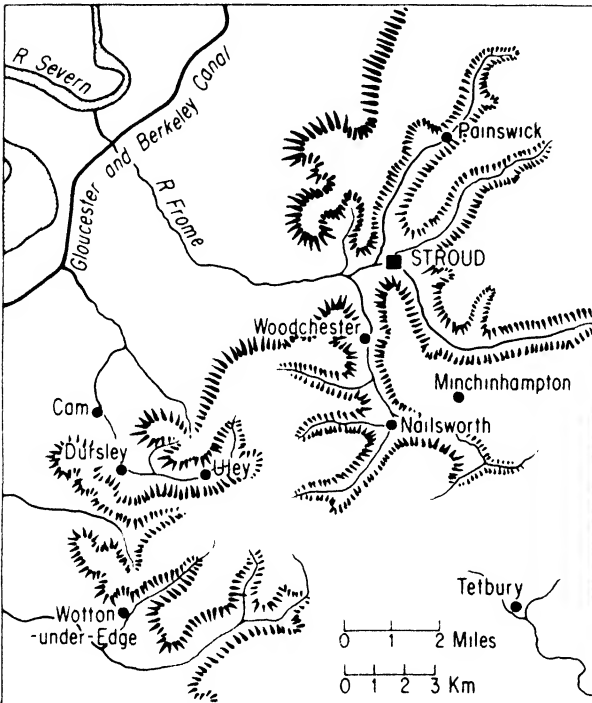 R Severn
Gloucester and Berkeley Canal
R Frome
Painswick
STROUD
Woodchester
Minchinhampton
Cam
Nailsworth
Dursley
Uley
Wotton
-under-Edge
Tetbury
0 1 2 Miles
0 1 2 3 Km